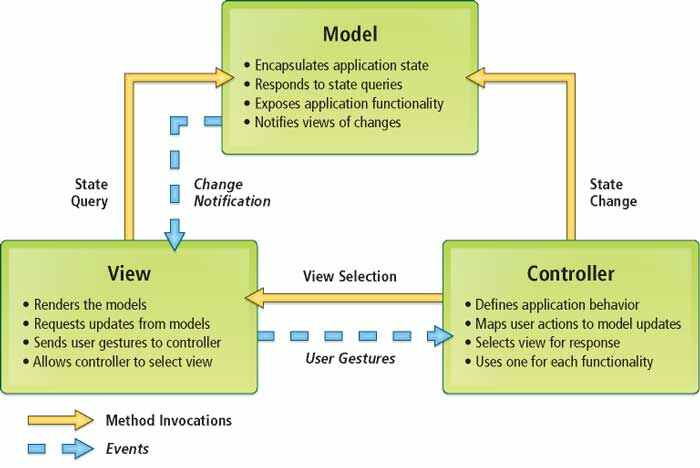 Model
• Encapsulates application state
• Responds to state queries
• Exposes application functionality
• Notifies views of changes
State
Query
Change
Notification
State
Change
View
• Renders the models
• Requests updates from models
• Sends user gestures to controller
• Allows controller to select view
View Selection
User Gestures
Controller
• Defines application behavior
• Maps user actions to model updates
• Selects view for response
• Uses one for each functionality
Method Invocations
Events